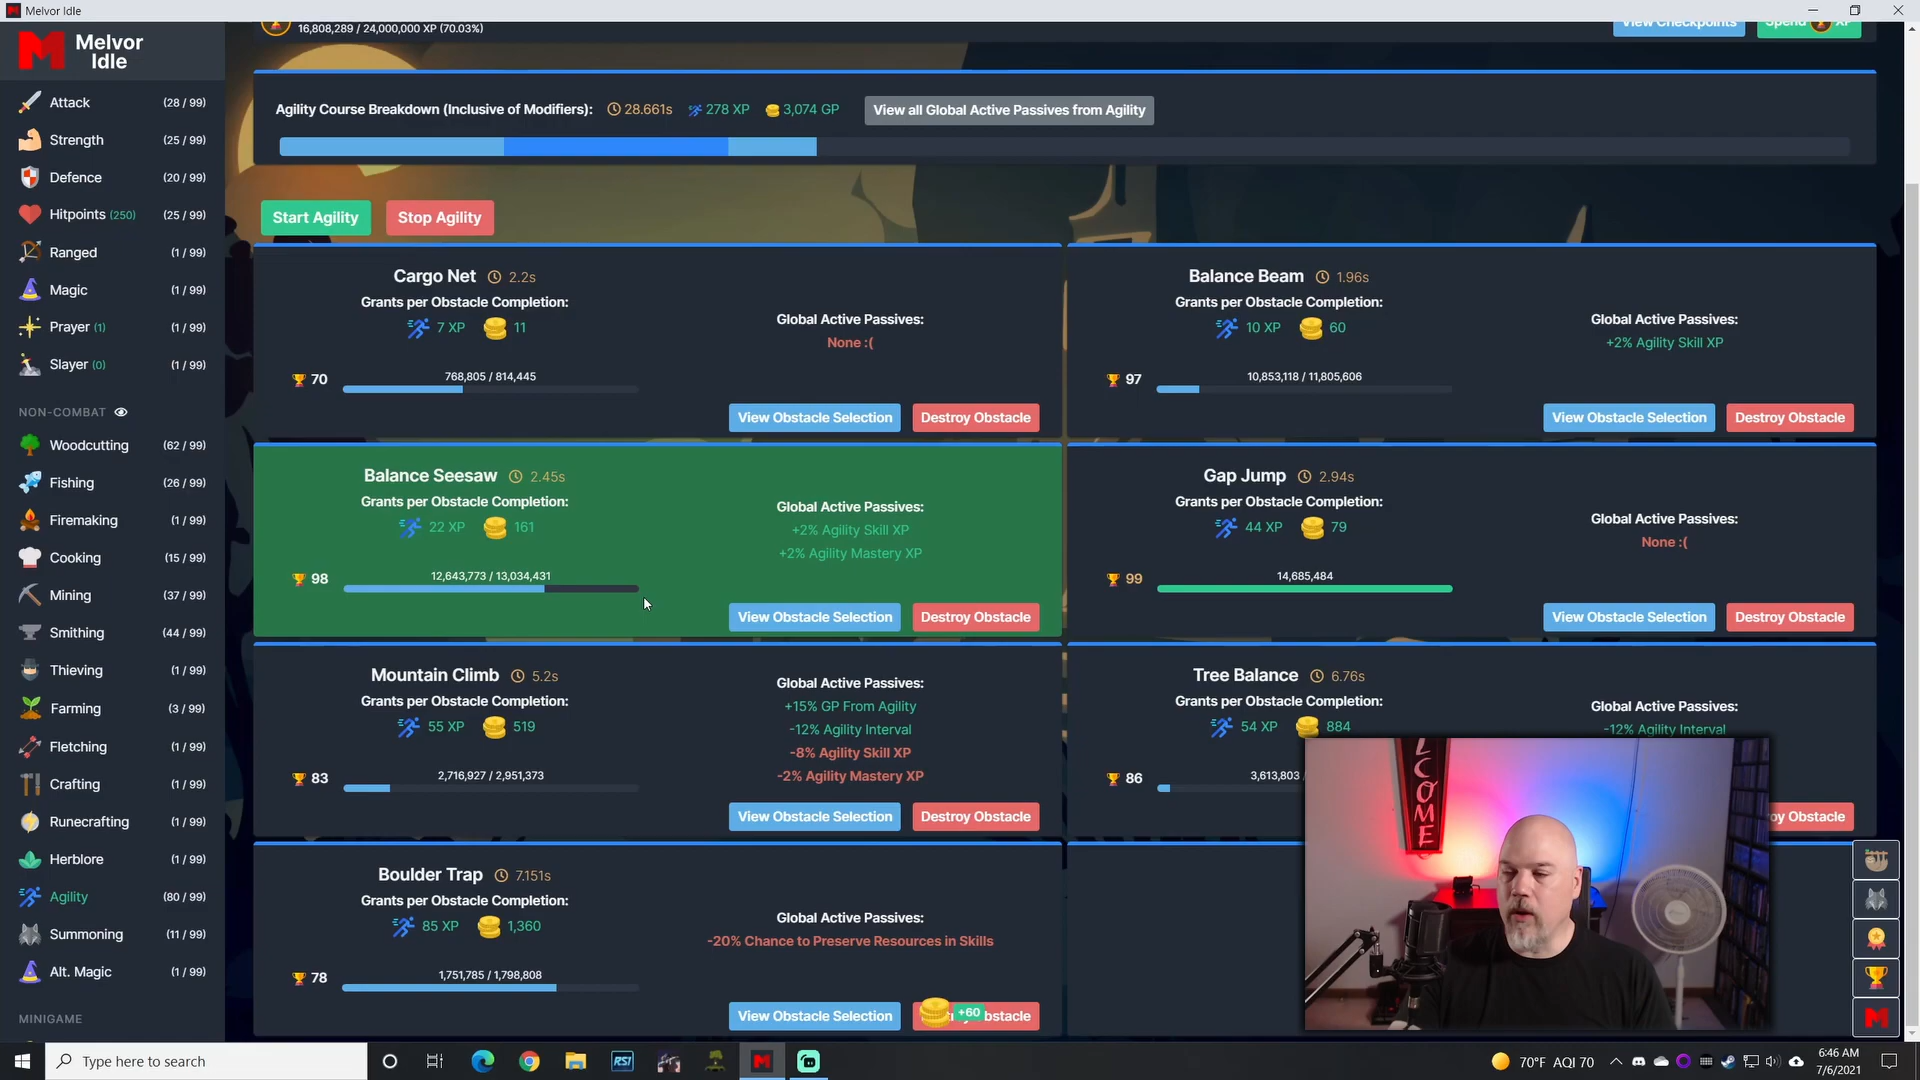 Melvor Idle
Melvor
Idle
16,808,289 / 24,000,000 XP (70.03%)
View Checkpoints
Spend XP
Agility Course Breakdown (Inclusive of Modifiers): 28.661s 278 XP 3,074 GP
View all Global Active Passives from Agility
Start Agility
Stop Agility
Attack (28 / 99)
Strength (25 / 99)
Defence (20 / 99)
Hitpoints (250) (25 / 99)
Ranged (1 / 99)
Magic (1 / 99)
Prayer (1) (1 / 99)
Slayer (0) (1 / 99)
NON-COMBAT
Woodcutting (62 / 99)
Fishing (26 / 99)
Firemaking (1 / 99)
Cooking (15 / 99)
Mining (37 / 99)
Smithing (44 / 99)
Thieving (1 / 99)
Farming (3 / 99)
Fletching (1 / 99)
Crafting (1 / 99)
Runecrafting (1 / 99)
Herblore (1 / 99)
Agility (80 / 99)
Summoning (11 / 99)
Alt. Magic (1 / 99)
MINIGAME
Cargo Net 2.2s
Grants per Obstacle Completion:
7 XP 11
Global Active Passives:
None :(
70
768,805 / 814,445
View Obstacle Selection
Destroy Obstacle
Balance Beam 1.96s
Grants per Obstacle Completion:
10 XP 60
Global Active Passives:
+2% Agility Skill XP
97
10,853,118 / 11,805,606
View Obstacle Selection
Destroy Obstacle
Balance Seesaw 2.45s
Grants per Obstacle Completion:
22 XP 161
Global Active Passives:
+2% Agility Skill XP
+2% Agility Mastery XP
98
12,643,773 / 13,034,431
View Obstacle Selection
Destroy Obstacle
Gap Jump 2.94s
Grants per Obstacle Completion:
44 XP 79
Global Active Passives:
None :(
99
14,685,484
View Obstacle Selection
Destroy Obstacle
Mountain Climb 5.2s
Grants per Obstacle Completion:
55 XP 519
Global Active Passives:
+15% GP From Agility
-12% Agility Interval
-8% Agility Skill XP
-2% Agility Mastery XP
83
2,716,927 / 2,951,373
View Obstacle Selection
Destroy Obstacle
Tree Balance 6.76s
Grants per Obstacle Completion:
54 XP 884
Global Active Passives:
-12% Agility Interval
86
3,613,803 /
oy Obstacle
Boulder Trap 7.151s
Grants per Obstacle Completion:
85 XP 1,360
Global Active Passives:
-20% Chance to Preserve Resources in Skills
78
1,751,785 / 1,798,808
View Obstacle Selection
+60
bstacle
LCOME
Type here to search
RSI
70°F AQI 70
6:46 AM
7/6/2021